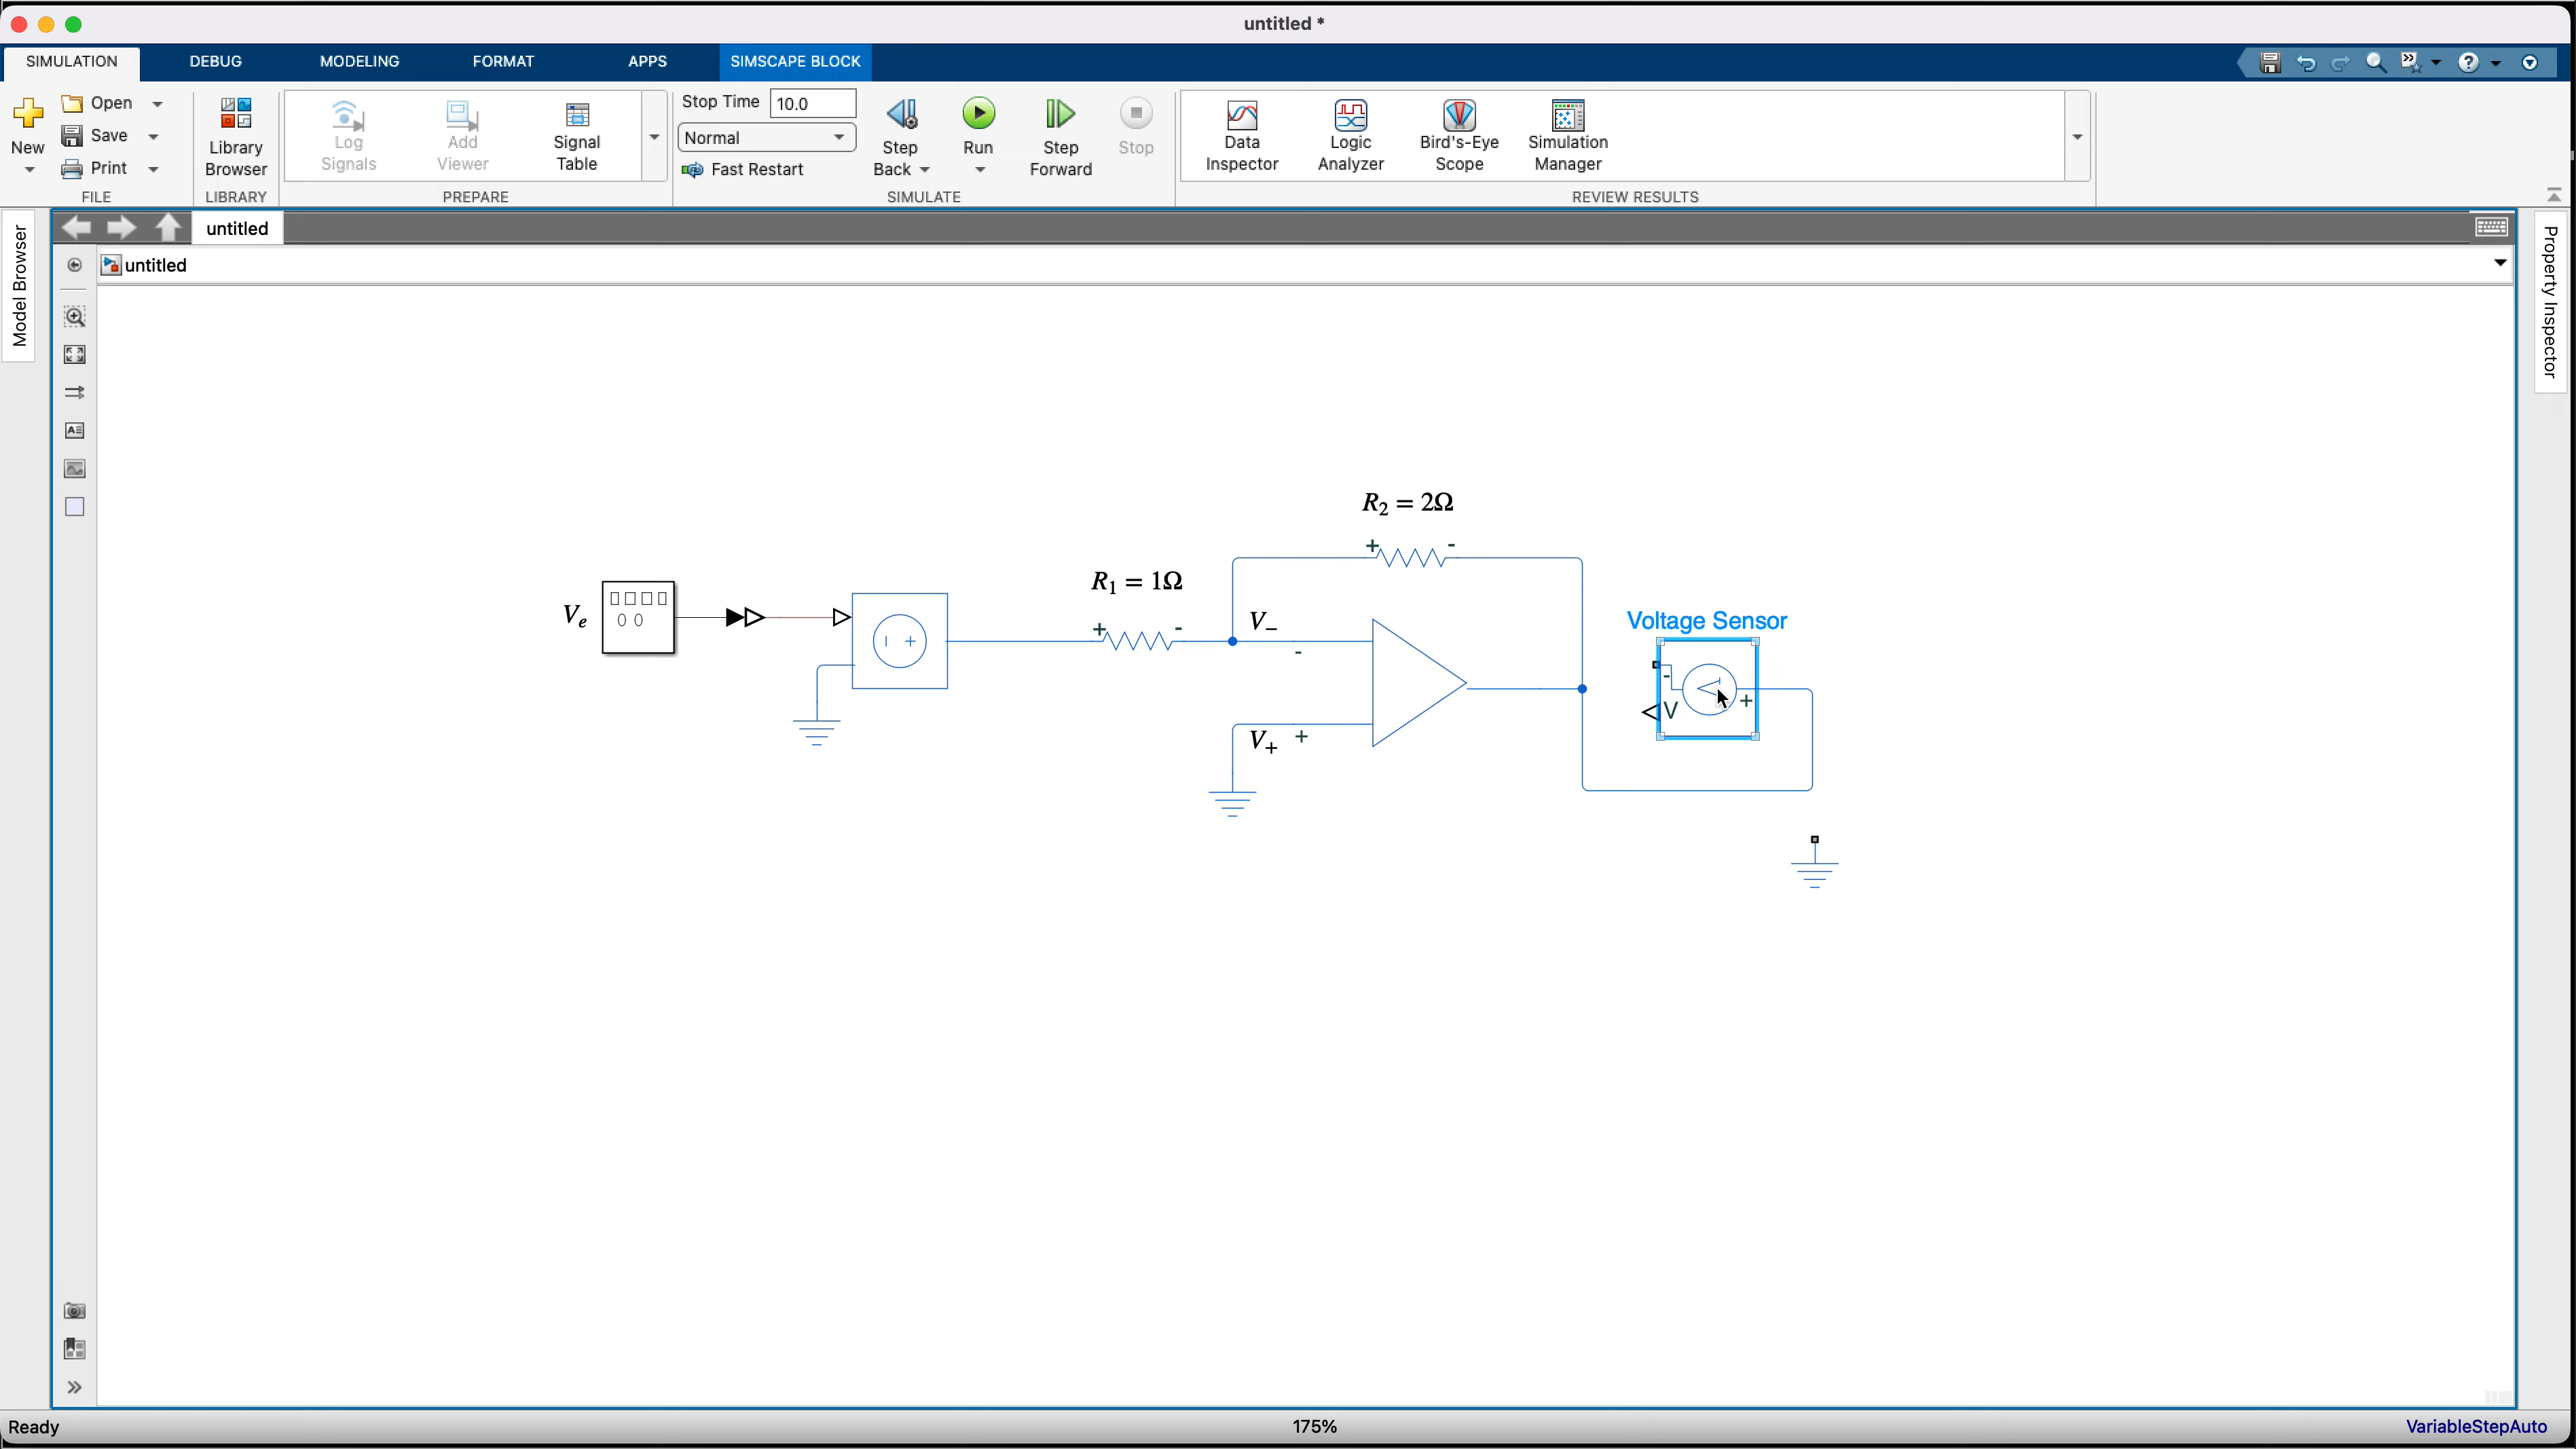 untitled *
SIMULATION DEBUG MODELING FORMAT APPS SIMSCAPE BLOCK
New
Open
Save
Print
FILE
Library
Browser
LIBRARY
Log
Signals
Add
Viewer
Signal
Table
PREPARE
Stop Time 10.0
Normal
Fast Restart
Step
Back
Run
Step
Forward
Stop
SIMULATE
Data
Inspector
Logic
Analyzer
Bird's-Eye
Scope
Simulation
Manager
REVIEW RESULTS
Model Browser
untitled
untitled
Property Inspector
R₂ = 2Ω
+ -
R₁ = 1Ω
+ -
Vₑ
V₋
-
V₊ +
Voltage Sensor
-
V
+
Ready 175% VariableStepAuto